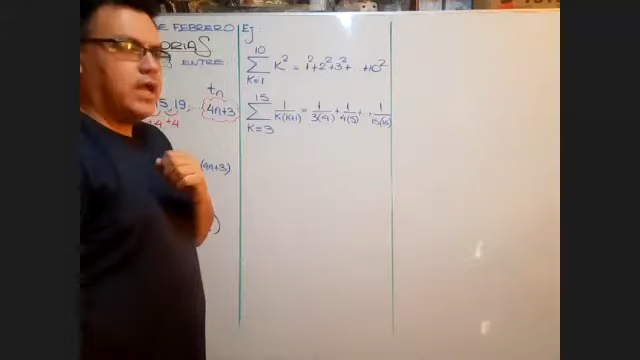 E FEBRERO
ORIAS
ENTRE
tn
15, 19, ... 4n+3
+4 +4
(4n+3)
Ej
10
∑ K² = 1²+2²+3²+ +10²
K=1
15
∑ 1/K(K+1) = 1/3(4) + 1/4(5) + ... 1/15(16)
K=3